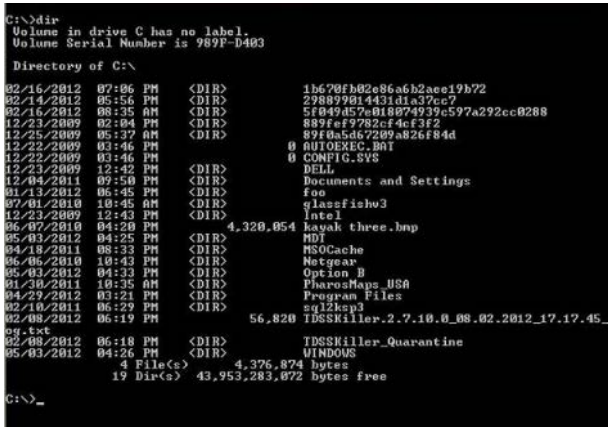 C:\>dir
Volume in drive C has no label.
Volume Serial Number is 989F-D403
Directory of C:\
02/16/2012 07:06 PM <DIR> 1b670fb02e86a6b2aee19b72
02/14/2012 05:56 PM <DIR> 298899014431d1a37cc7
02/16/2012 08:35 AM <DIR> 5f049d57e018074939c597a292cc0288
12/23/2009 02:04 PM <DIR> 889fef9782cf4cf3f2
12/25/2009 05:37 AM <DIR> 89f0a5d67209a826f84d
12/22/2009 03:46 PM 0 AUTOEXEC.BAT
12/22/2009 03:46 PM 0 CONFIG.SYS
12/23/2009 12:42 PM <DIR> DELL
12/04/2011 09:50 PM <DIR> Documents and Settings
01/13/2012 06:45 PM <DIR> foo
07/01/2010 10:45 AM <DIR> glassfishv3
12/23/2009 12:43 PM <DIR> Intel
06/07/2010 04:20 PM 4,320,054 kayak three.bmp
05/03/2012 04:25 PM <DIR> MDT
04/18/2011 08:33 PM <DIR> MSOCache
06/06/2010 10:43 PM <DIR> Netgear
05/03/2012 04:33 PM <DIR> Option B
01/30/2011 10:35 AM <DIR> PharosMaps_USA
04/29/2012 03:21 PM <DIR> Program Files
02/10/2011 06:29 PM <DIR> sql2ksp3
02/08/2012 06:19 PM 56,820 TDSSKiller.2.7.10.0_08.02.2012_17.17.45_
og.txt
02/08/2012 06:18 PM <DIR> TDSSKiller_Quarantine
05/03/2012 04:26 PM <DIR> WINDOWS
4 File(s) 4,376,874 bytes
19 Dir(s) 43,953,283,072 bytes free
C:\>_